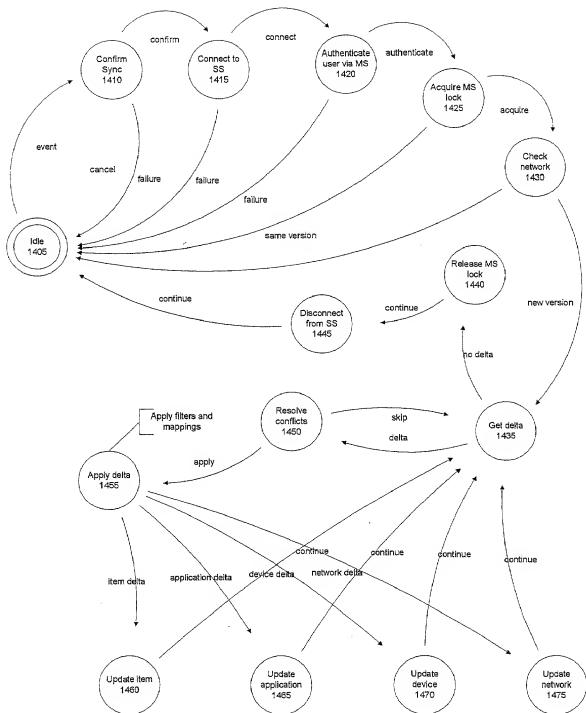 confirm
connect
authenticate
Confirm
Sync
1410
Connect to
SS
1415
Authenticate
user via MS
1420
Acquire MS
lock
1425
acquire
Check
network
1430
event
cancel
failure
failure
failure
same version
Idle
1405
Release MS
lock
1440
continue
continue
Disconnect
from SS
1445
new version
no delta
Apply filters and
mappings
Resolve
conflicts
1450
skip
delta
Get delta
1435
apply
Apply delta
1455
item delta
application delta
device delta
network delta
continue
continue
continue
continue
Update item
1460
Update
application
1465
Update
device
1470
Update
network
1475